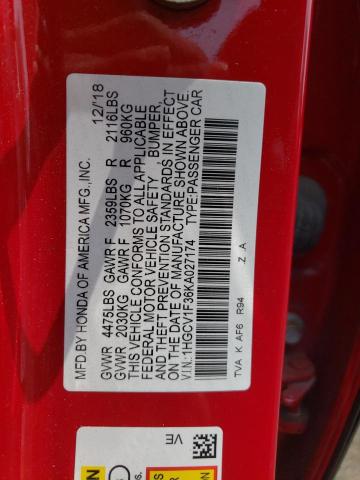 MFD.BY HONDA OF AMERICA MFG.,INC. 12/18
GVWR 4475LBS GAWR F 2359LBS R 2116LBS
GVWR 2030KG GAWR F 1070KG R 960KG
THIS VEHICLE CONFORMS TO ALL APPLICABLE
FEDERAL MOTOR VEHICLE SAFETY , BUMPER,
AND THEFT PREVENTION STANDARDS IN EFFECT
ON THE DATE OF MANUFACTURE SHOWN ABOVE.
V.I.N:1HGCV1F36KA027174 TYPE:PASSENGER CAR
.Z .A
TVA K AF6 R94
VE